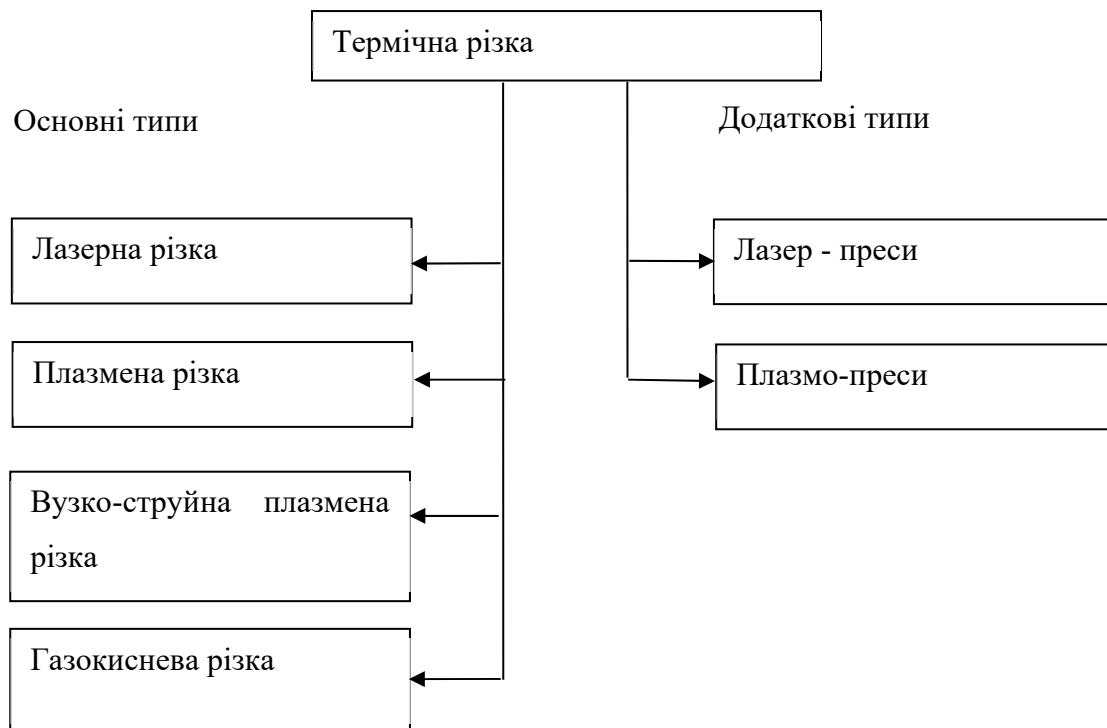 Термічна різка
Основні типи
Додаткові типи
Лазерна різка
Лазер - преси
Плазмена різка
Плазмо-преси
Вузко-струйна плазмена
різка
Газокиснева різка